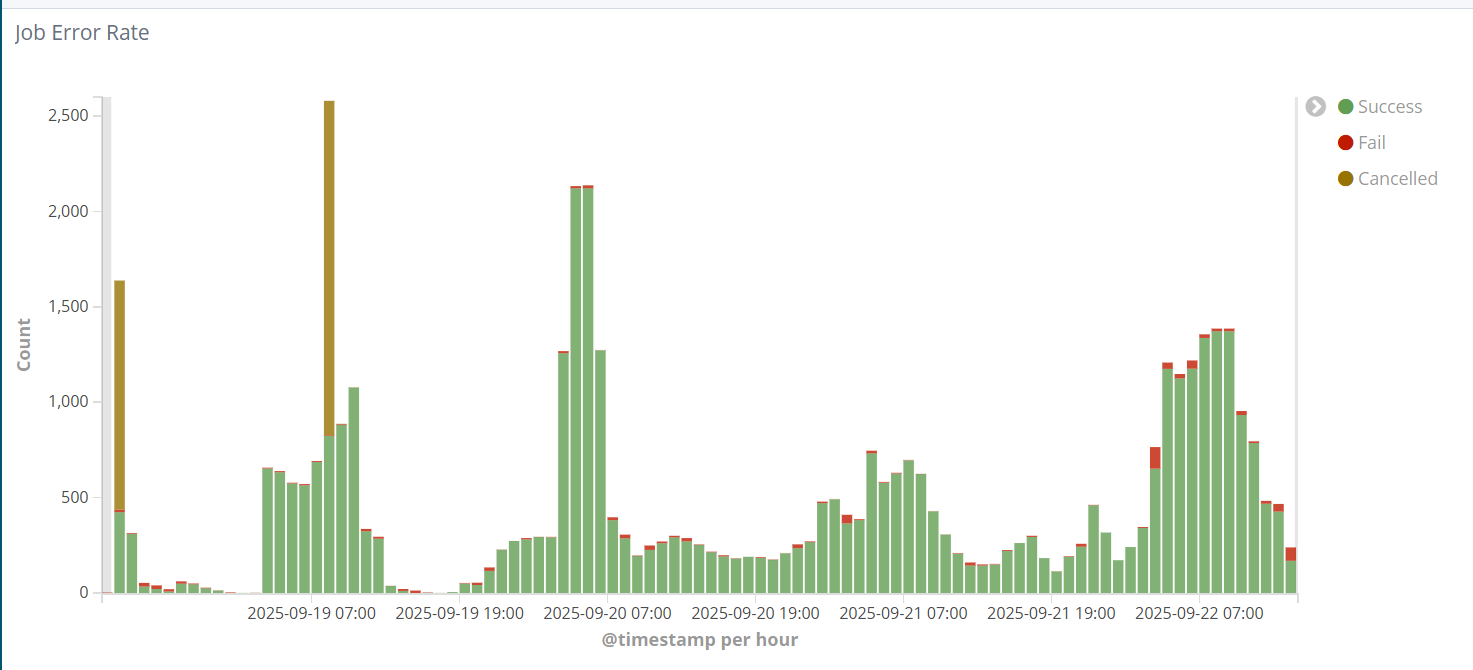 Job Error Rate
2,500
2,000
1,500
1,000
500
0
Count
2025-09-19 07:00
2025-09-19 19:00
2025-09-20 07:00
2025-09-20 19:00
2025-09-21 07:00
2025-09-21 19:00
2025-09-22 07:00
@timestamp per hour
Success
Fail
Cancelled